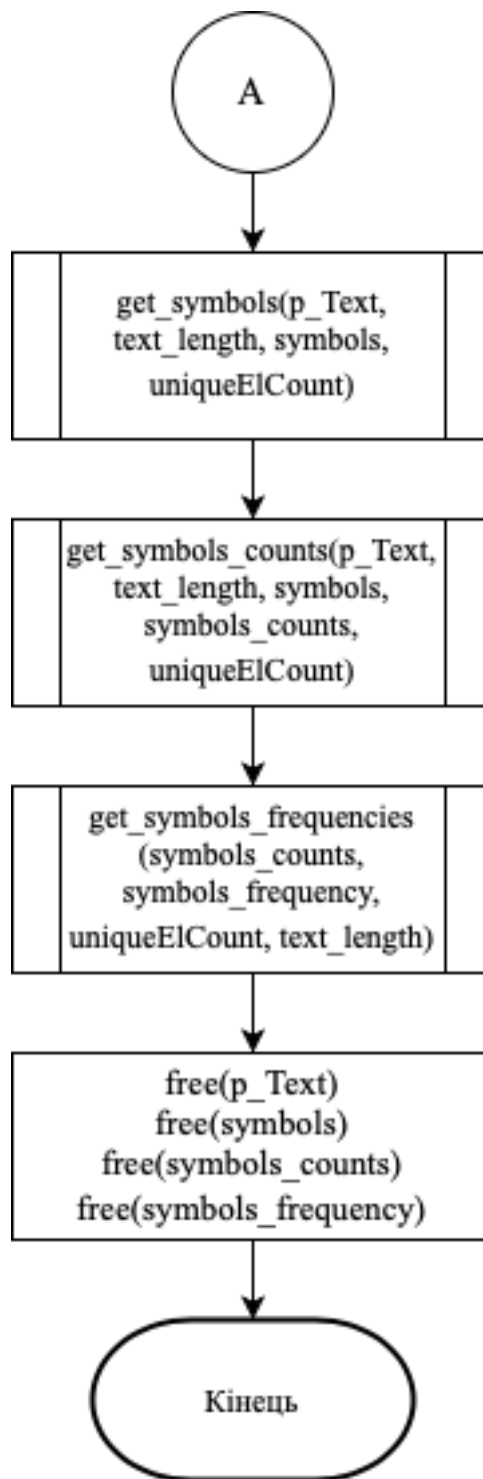 A
get_symbols(p_Text,
text_length, symbols,
uniqueElCount)
get_symbols_counts(p_Text,
text_length, symbols,
symbols_counts,
uniqueElCount)
get_symbols_frequencies
(symbols_counts,
symbols_frequency,
uniqueElCount, text_length)
free(p_Text)
free(symbols)
free(symbols_counts)
free(symbols_frequency)
Кінець